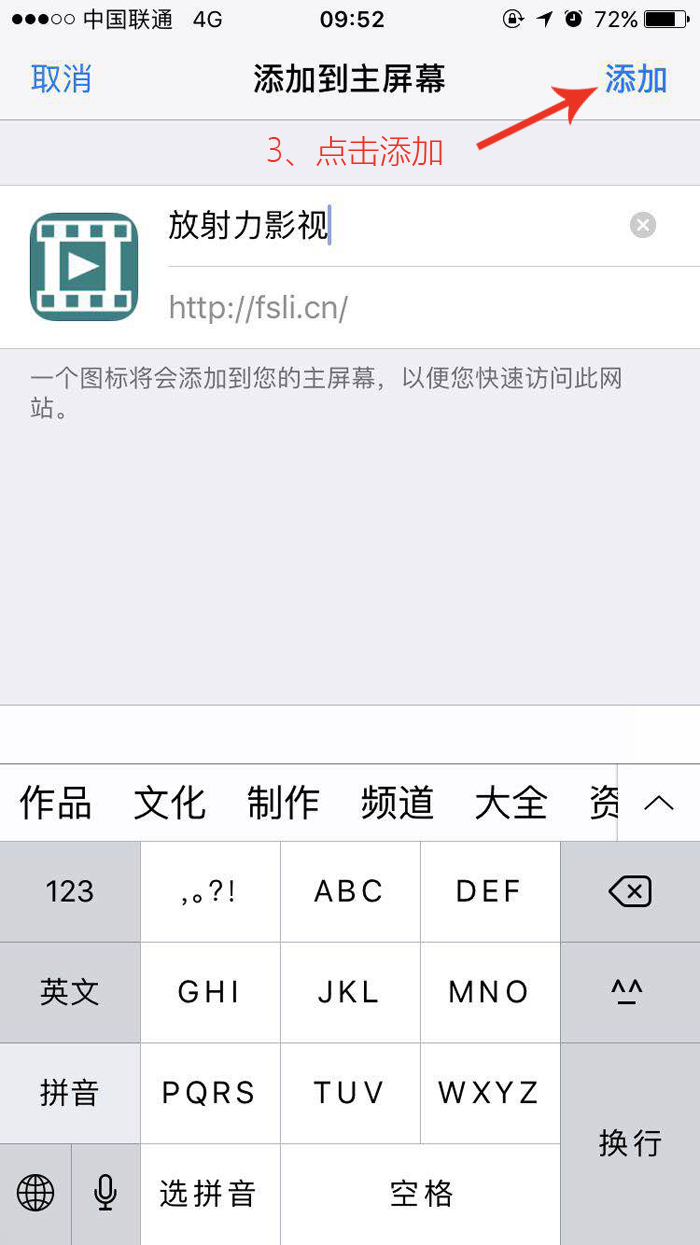 中国联通 4G 09:52 72%
取消 添加到主屏幕 添加
3、点击添加
放射力影视
http://fsli.cn/
一个图标将会添加到您的主屏幕，以便您快速访问此网
站。
作品 文化 制作 频道 大全 资
123 ,。?! ABC DEF
英文 GHI JKL MNO ^^
拼音 PQRS TUV WXYZ
换行
选拼音 空格